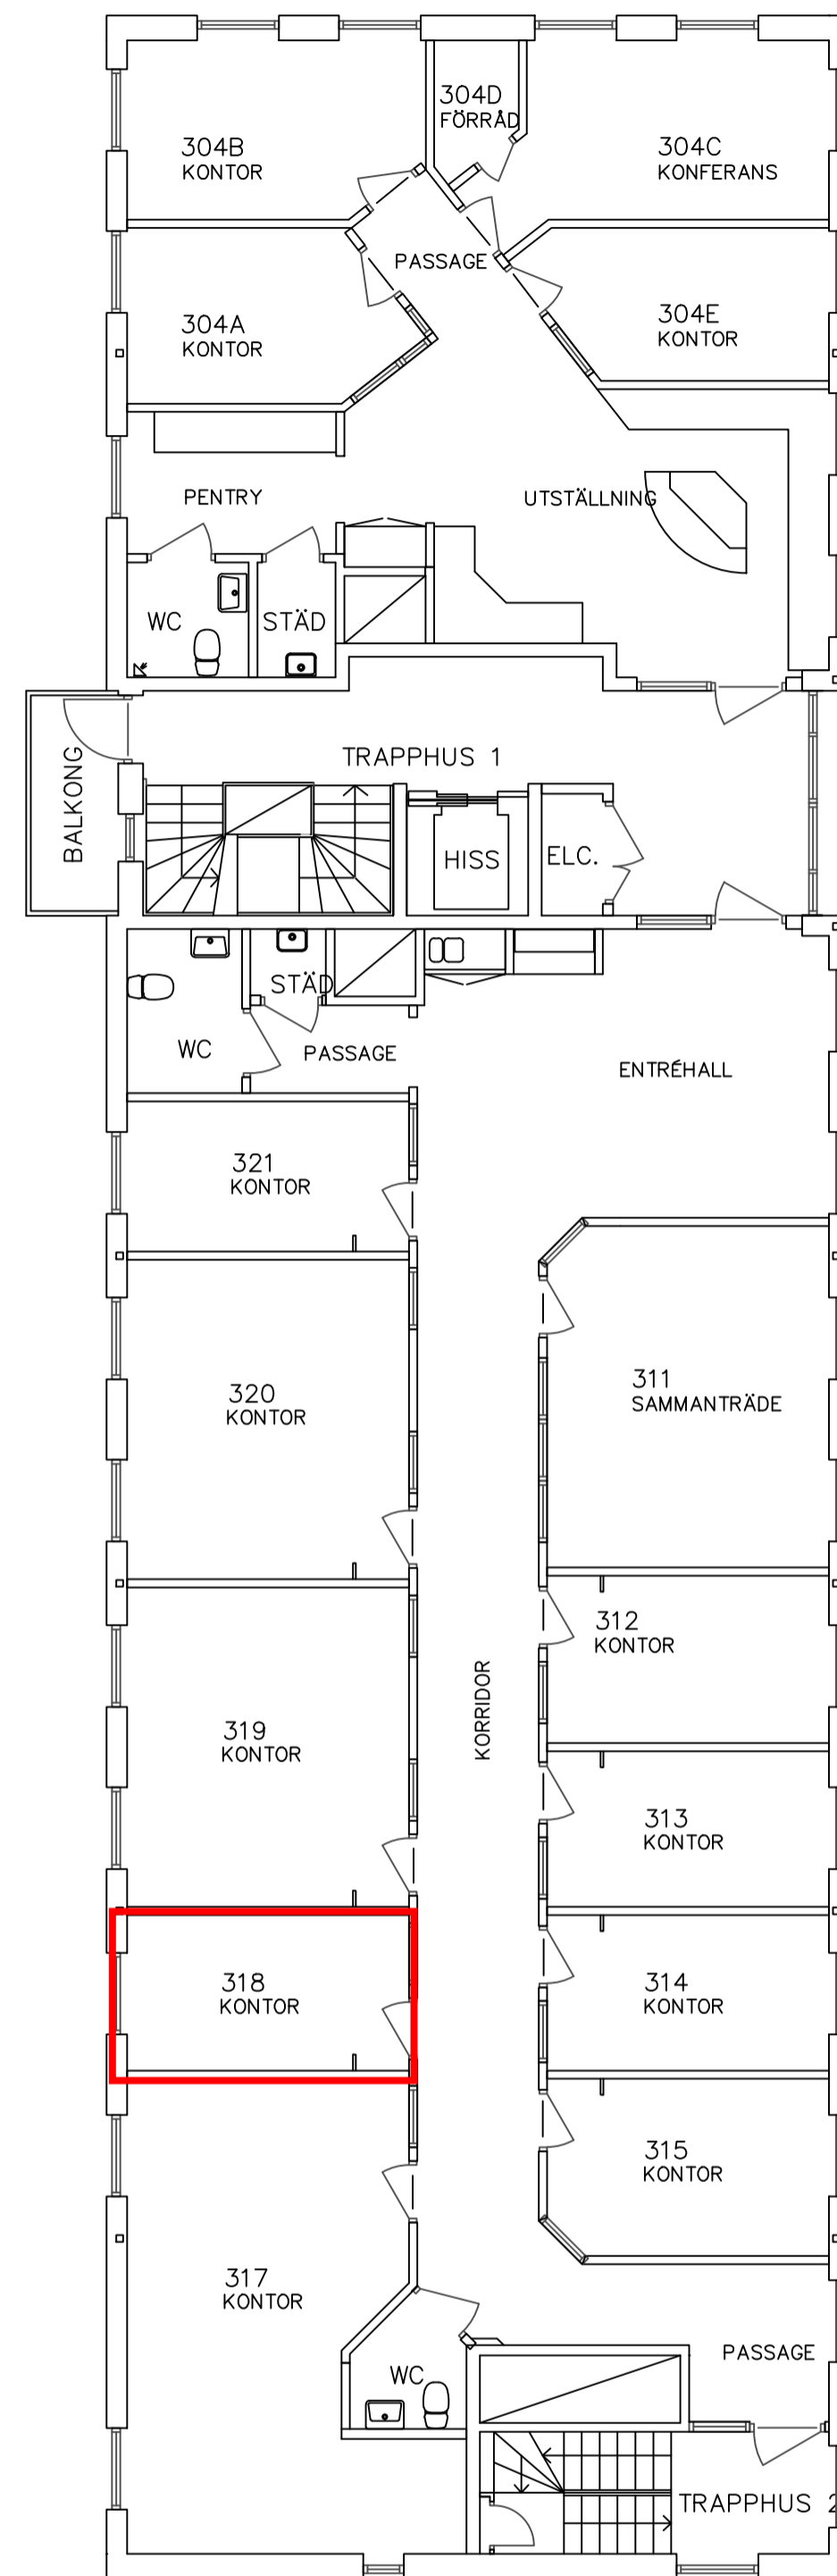 304D
FÖRRÅD
304B
KONTOR
304C
KONFERANS
PASSAGE
304A
KONTOR
304E
KONTOR
PENTRY
UTSTÄLLNING
WC
STÄD
BALKONG
TRAPPHUS 1
HISS
ELC.
STÄD
WC
PASSAGE
ENTRÉHALL
321
KONTOR
320
KONTOR
311
SAMMANTRÄDE
312
KONTOR
KORRIDOR
319
KONTOR
313
KONTOR
318
KONTOR
314
KONTOR
315
KONTOR
317
KONTOR
PASSAGE
WC
TRAPPHUS 2